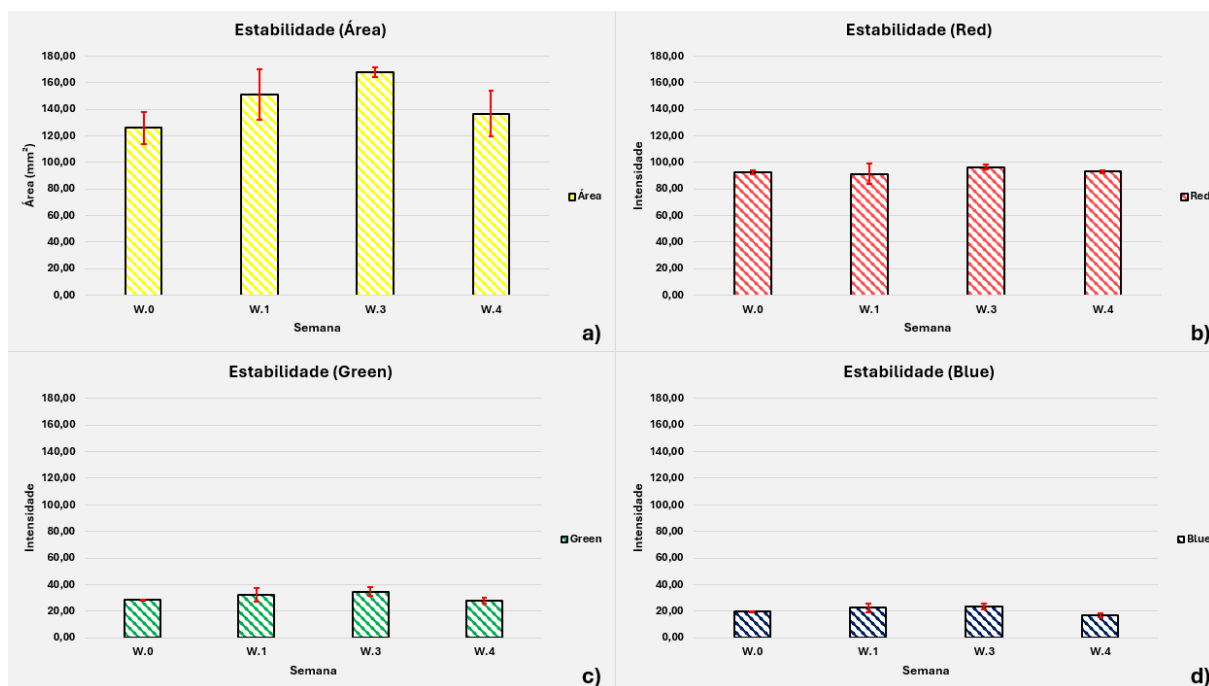 Estabilidade (Área)
180,00
160,00
140,00
120,00
100,00
80,00
60,00
40,00
20,00
0,00
Área (mm²)
W.0 W.1 W.3 W.4
Semana
Área
a)
Estabilidade (Red)
180,00
160,00
140,00
120,00
100,00
80,00
60,00
40,00
20,00
0,00
Intensidade
W.0 W.1 W.3 W.4
Semana
Red
b)
Estabilidade (Green)
180,00
160,00
140,00
120,00
100,00
80,00
60,00
40,00
20,00
0,00
Intensidade
W.0 W.1 W.3 W.4
Semana
Green
c)
Estabilidade (Blue)
180,00
160,00
140,00
120,00
100,00
80,00
60,00
40,00
20,00
0,00
Intensidade
W.0 W.1 W.3 W.4
Semana
Blue
d)